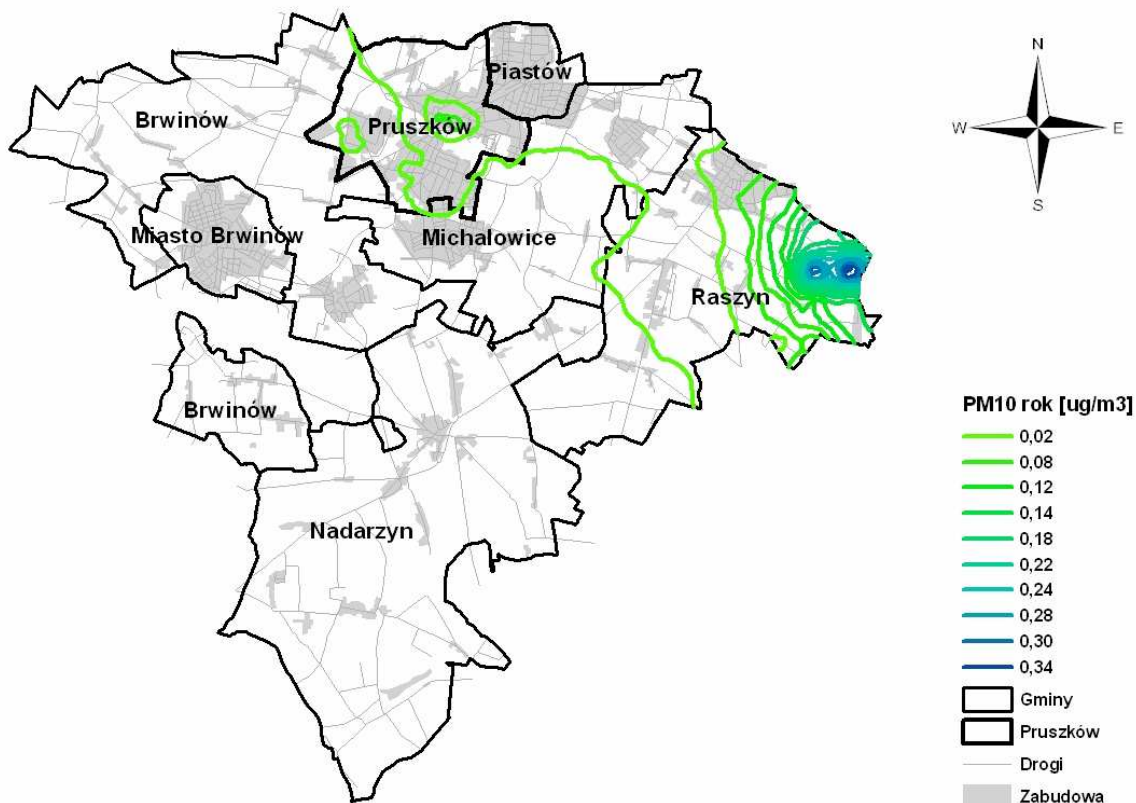 N
W
E
S
Piastów
Brwinów
Pruszków
Miasto Brwinów
Michalowice
Raszyn
Brwinów
Nadarzyn
PM10 rok [ug/m3]
0,02
0,08
0,12
0,14
0,18
0,22
0,24
0,28
0,30
0,34
Gminy
Pruszków
Drogi
Zabudowa